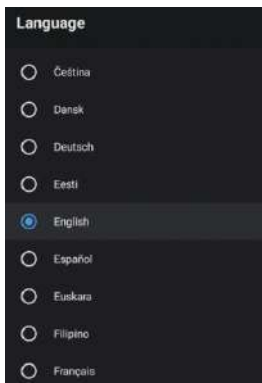 Language
Čeština
Dansk
Deutsch
Eesti
English
Español
Euskara
Filipino
Français